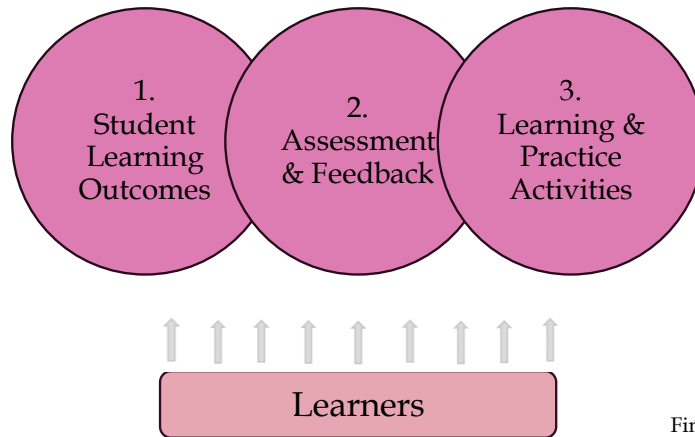 1.
Student
Learning
Outcomes
2.
Assessment
& Feedback
3.
Learning &
Practice
Activities
Learners